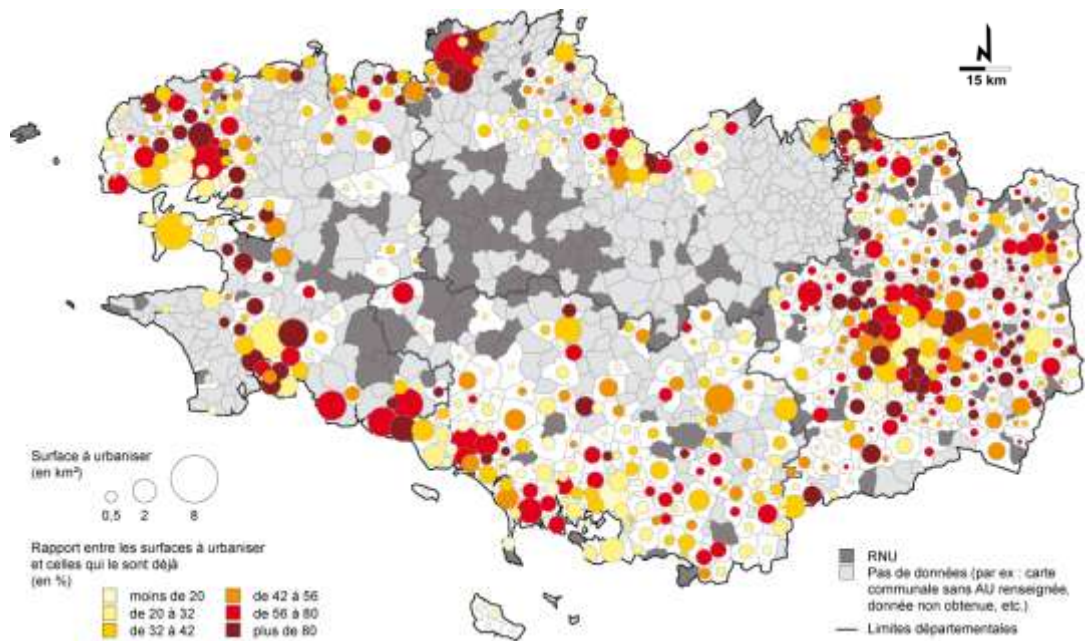 15 km
Surface à urbaniser
(en km²)
0,5 2 8
Rapport entre les surfaces à urbaniser
et celles qui le sont déjà
(en %)
moins de 20
de 20 à 32
de 32 à 42
de 42 à 56
de 56 à 80
plus de 80
RNU
Pas de données (par ex : carte
communale sans AU renseignée,
donnée non obtenue, etc.)
Limites départementales